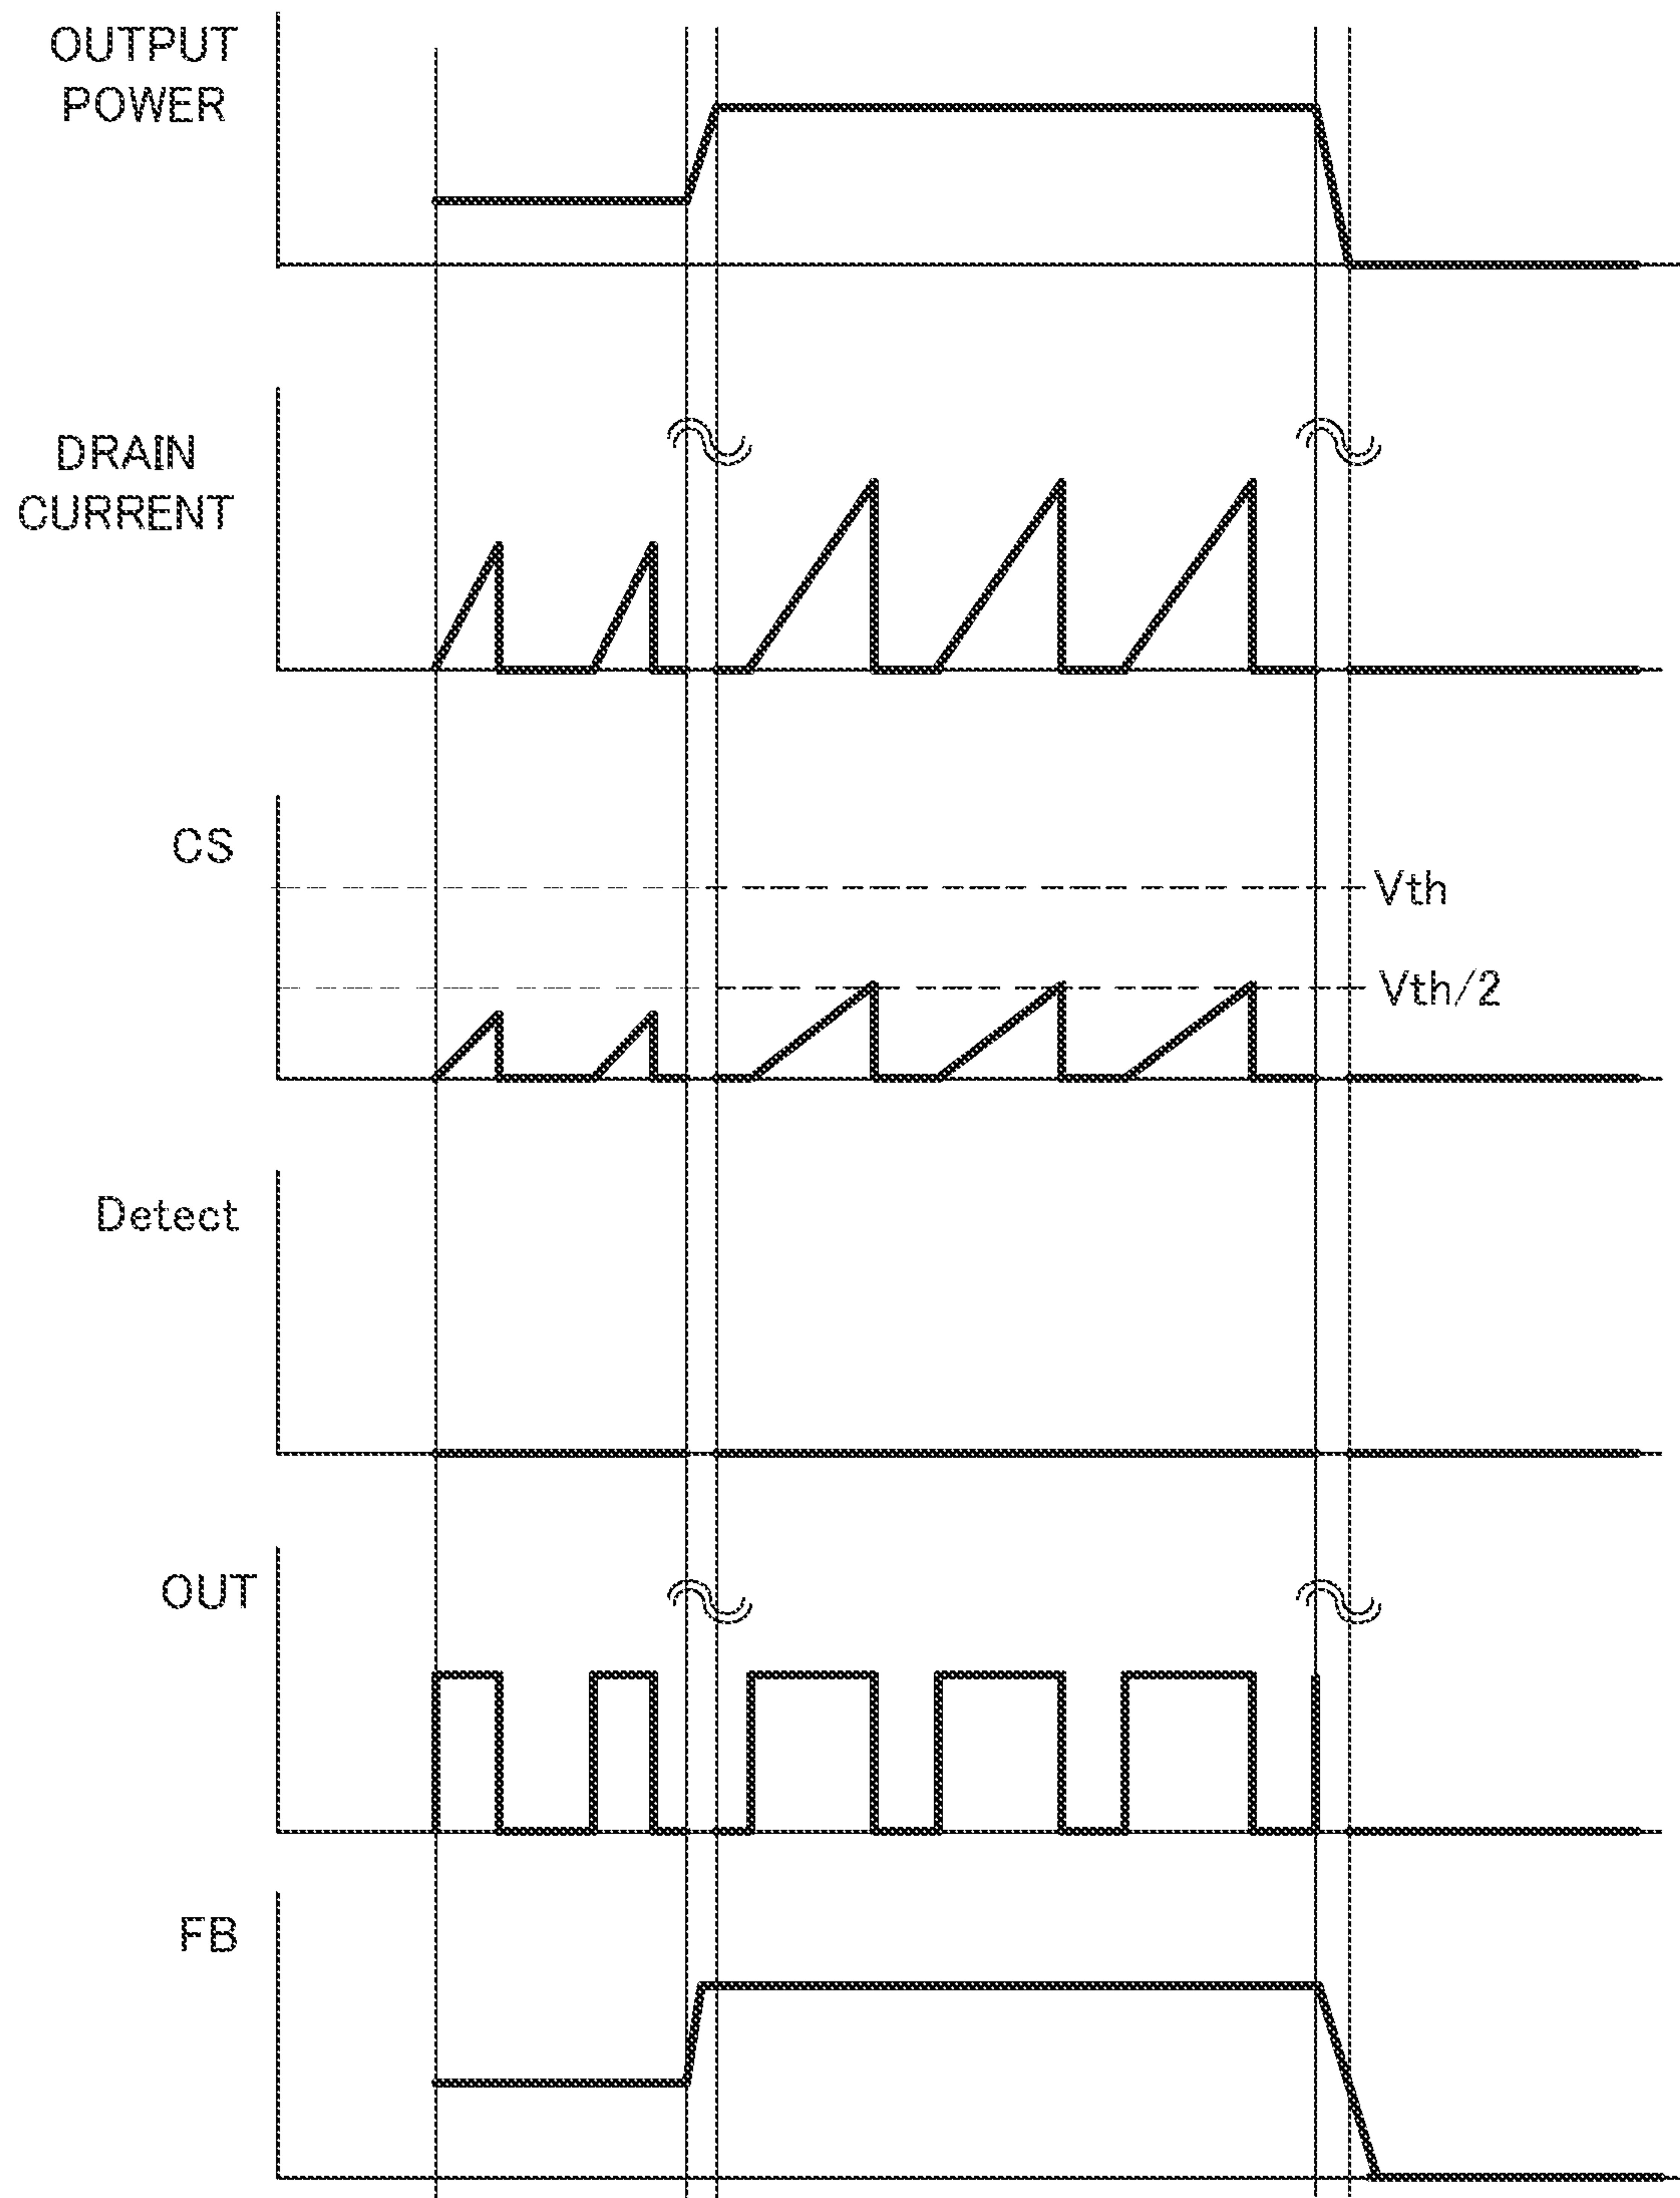 OUTPUT
POWER
DRAIN
CURRENT
CS
Vth
Vth/2
Detect
OUT
FB